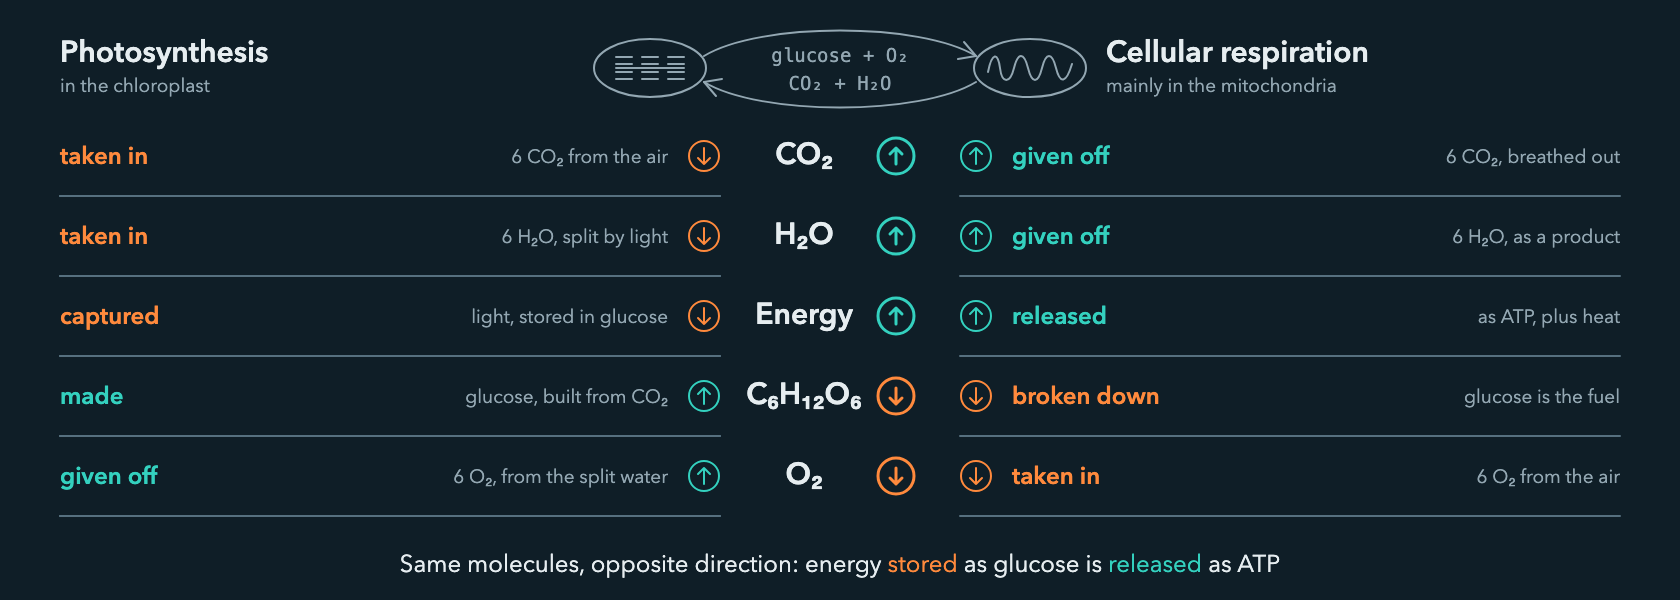 Photosynthesis
in the chloroplast
glucose + O₂
CO₂ + H₂O
Cellular respiration
mainly in the mitochondria
taken in 6 CO₂ from the air CO₂ given off 6 CO₂, breathed out
taken in 6 H₂O, split by light H₂O given off 6 H₂O, as a product
captured light, stored in glucose Energy released as ATP, plus heat
made glucose, built from CO₂ C₆H₁₂O₆ broken down glucose is the fuel
given off 6 O₂, from the split water O₂ taken in 6 O₂ from the air
Same molecules, opposite direction: energy stored as glucose is released as ATP